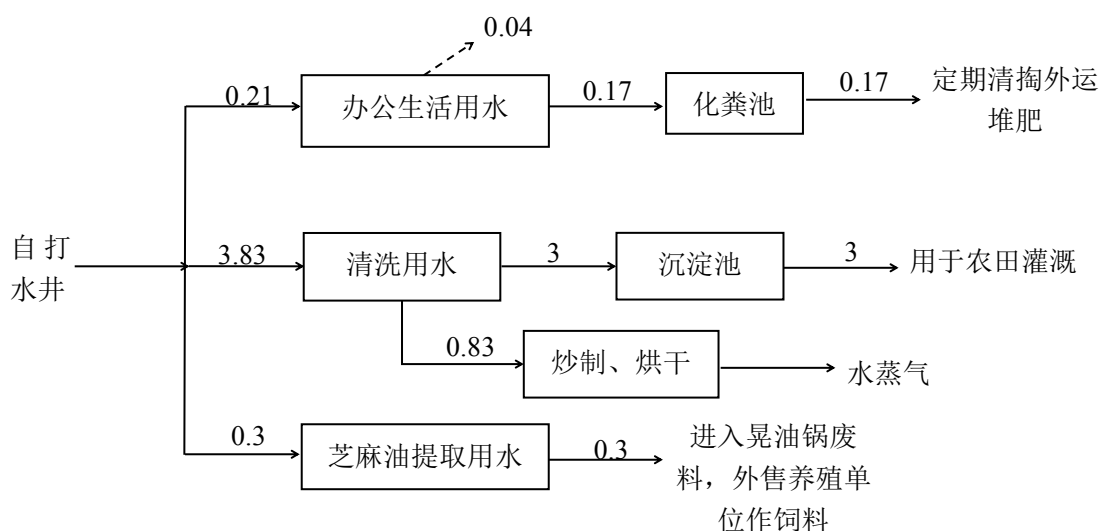 0.04
0.21
办公生活用水
0.17
化粪池
0.17
定期清掏外运
堆肥
自打
水井
3.83
清洗用水
3
沉淀池
3
用于农田灌溉
0.83
炒制、烘干
水蒸气
0.3
芝麻油提取用水
0.3
进入晃油锅废
料，外售养殖单
位作饲料